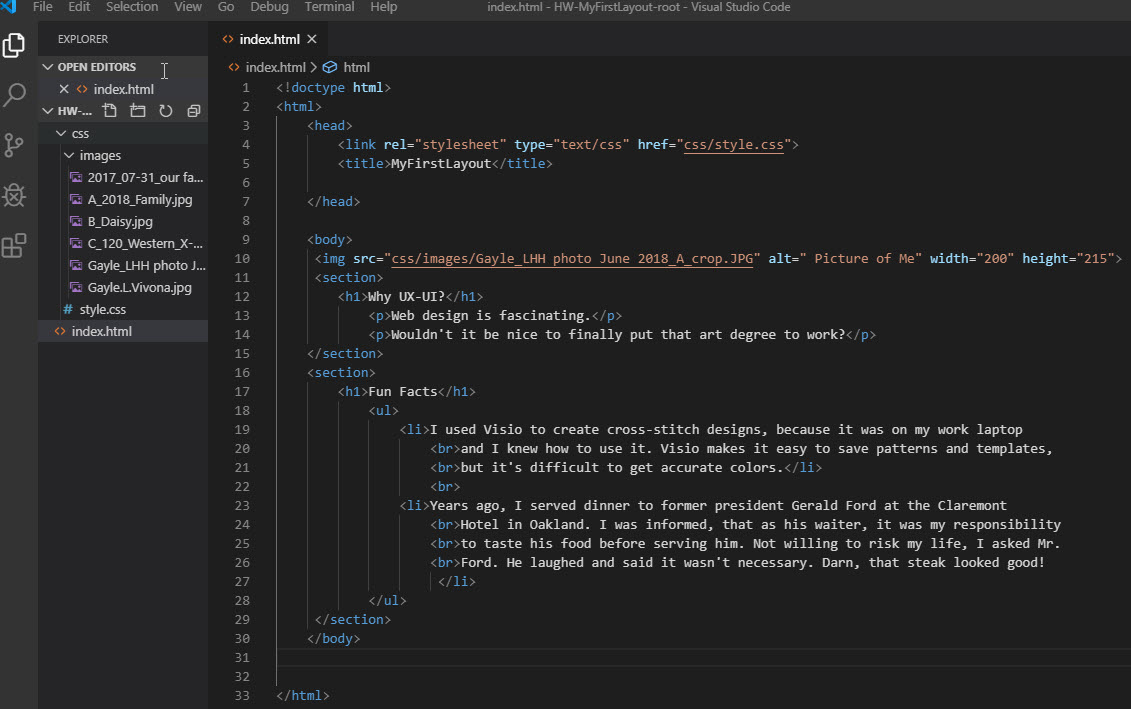 File Edit Selection View Go Debug Terminal Help index.html - HW-MyFirstLayout-root - Visual Studio Code
EXPLORER
OPEN EDITORS
index.html
HW-...
css
images
2017_07-31_our fa...
A_2018_Family.jpg
B_Daisy.jpg
C_120_Western_X-...
Gayle_LHH photo J...
Gayle.L.Vivona.jpg
# style.css
<> index.html
<> index.html
<> index.html > html
1 <!doctype html>
2 <html>
3 <head>
4 <link rel="stylesheet" type="text/css" href="css/style.css">
5 <title>MyFirstLayout</title>
6
7 </head>
8
9 <body>
10 <img src="css/images/Gayle_LHH photo June 2018_A_crop.JPG" alt=" Picture of Me" width="200" height="215">
11 <section>
12 <h1>Why UX-UI?</h1>
13 <p>Web design is fascinating.</p>
14 <p>Wouldn't it be nice to finally put that art degree to work?</p>
15 </section>
16 <section>
17 <h1>Fun Facts</h1>
18 <ul>
19 <li>I used Visio to create cross-stitch designs, because it was on my work laptop
20 <br>and I knew how to use it. Visio makes it easy to save patterns and templates,
21 <br>but it's difficult to get accurate colors.</li>
22 <br>
23 <li>Years ago, I served dinner to former president Gerald Ford at the Claremont
24 <br>Hotel in Oakland. I was informed, that as his waiter, it was my responsibility
25 <br>to taste his food before serving him. Not willing to risk my life, I asked Mr.
26 <br>Ford. He laughed and said it wasn't necessary. Darn, that steak looked good!
27 </li>
28 </ul>
29 </section>
30 </body>
31
32
33 </html>